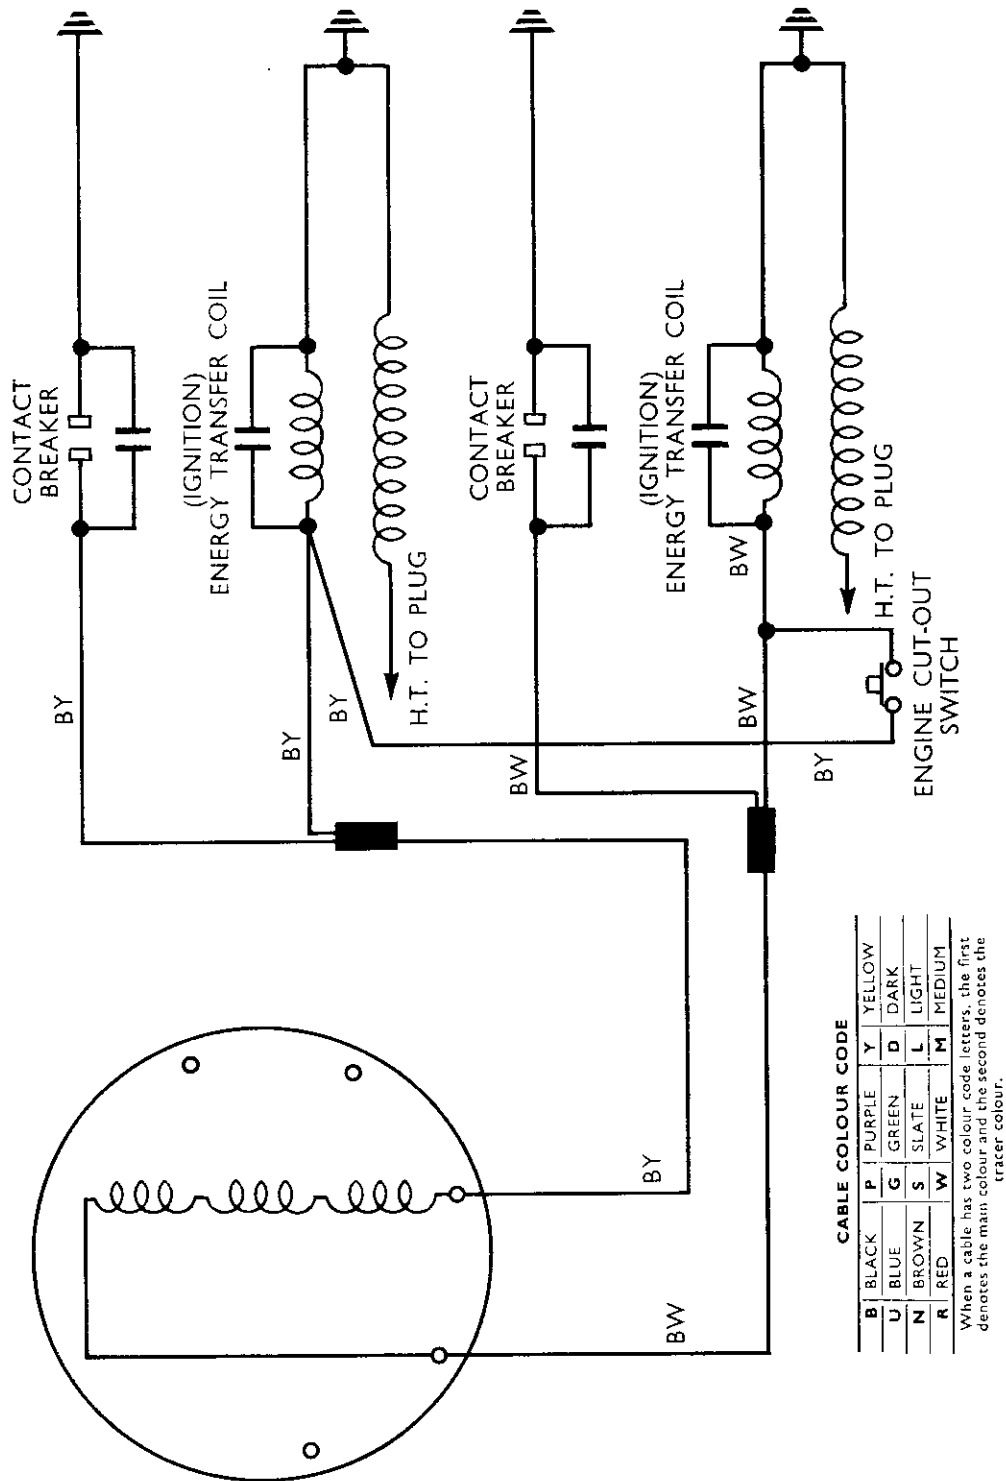 CONTACT
BREAKER
(IGNITION)
ENERGY TRANSFER COIL
CONTACT
BREAKER
(IGNITION)
ENERGY TRANSFER COIL
BY
BY
BY
H.T. TO PLUG
BW
BW
BW
H.T. TO PLUG
BY
ENGINE CUT-OUT
SWITCH
BY
BW
CABLE COLOUR CODE
B BLACK P PURPLE Y YELLOW
U BLUE G GREEN D DARK
N BROWN S SLATE L LIGHT
R RED W WHITE M MEDIUM
When a cable has two colour code letters, the first
denotes the main colour and the second denotes the
tracer colour.